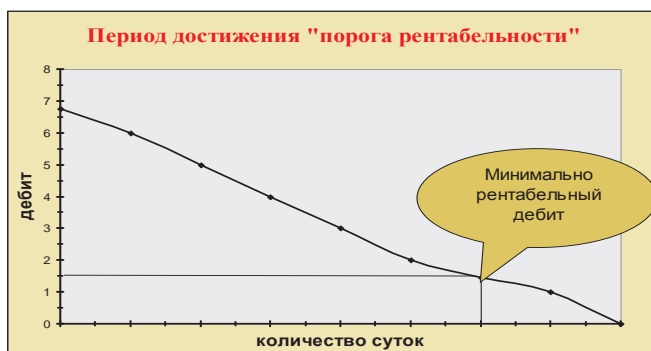 Период достижения "порога рентабельности"
8
7
6
5
4
3
2
1
0
дебит
Минимально
рентабельный
дебит
количество суток